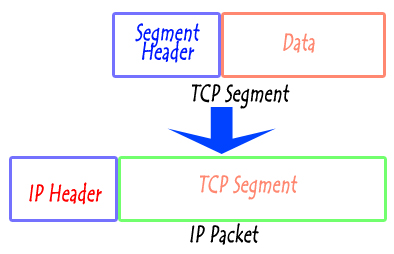 Segment
Header
Data
TCP Segment
IP Header
TCP Segment
IP Packet